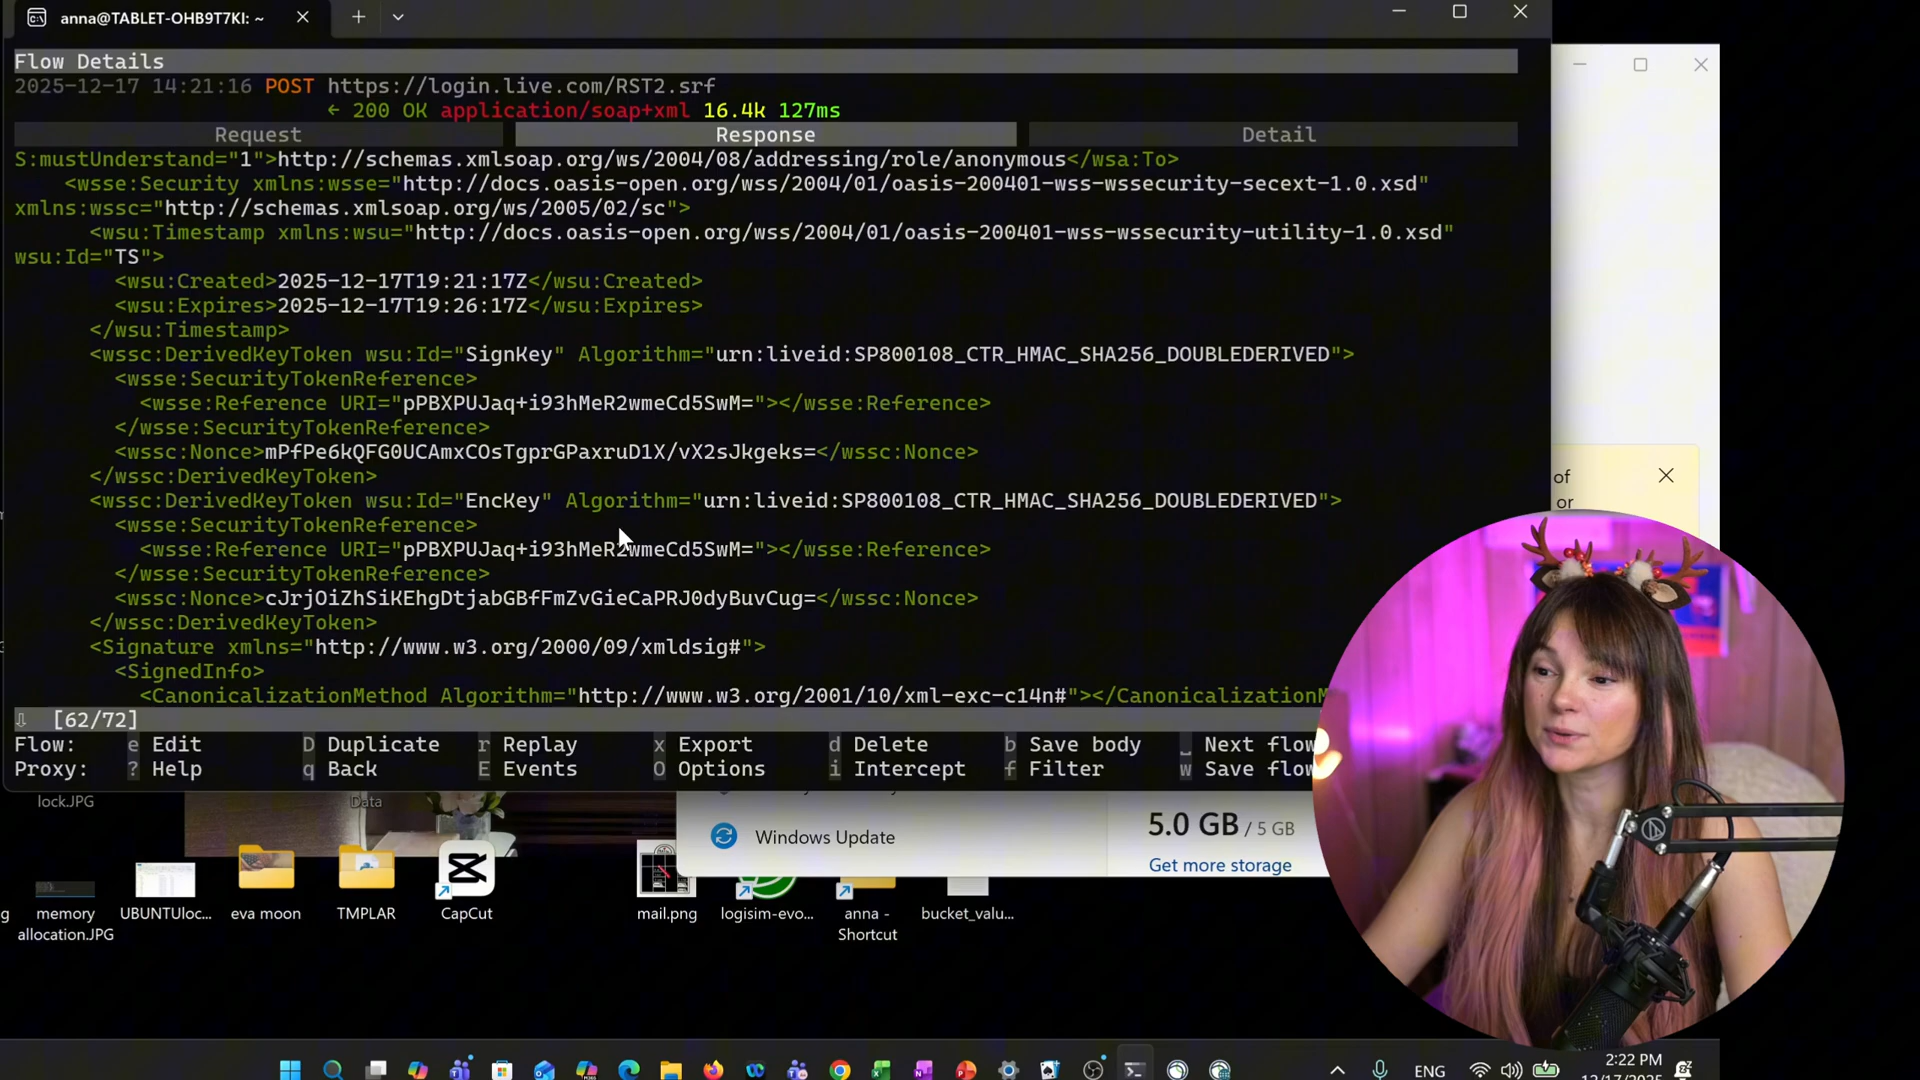 anna@TABLET-OHB9T7KI: ~
Flow Details
2025-12-17 14:21:16 POST https://login.live.com/RST2.srf
← 200 OK application/soap+xml 16.4k 127ms
Request Response Detail
S:mustUnderstand="1">http://schemas.xmlsoap.org/ws/2004/08/addressing/role/anonymous</wsa:To>
<wsse:Security xmlns:wsse="http://docs.oasis-open.org/wss/2004/01/oasis-200401-wss-wssecurity-secext-1.0.xsd"
xmlns:wssc="http://schemas.xmlsoap.org/ws/2005/02/sc">
<wsu:Timestamp xmlns:wsu="http://docs.oasis-open.org/wss/2004/01/oasis-200401-wss-wssecurity-utility-1.0.xsd"
wsu:Id="TS">
<wsu:Created>2025-12-17T19:21:17Z</wsu:Created>
<wsu:Expires>2025-12-17T19:26:17Z</wsu:Expires>
</wsu:Timestamp>
<wssc:DerivedKeyToken wsu:Id="SignKey" Algorithm="urn:liveid:SP800108_CTR_HMAC_SHA256_DOUBLEDERIVED">
<wsse:SecurityTokenReference>
<wsse:Reference URI="pPBXPUJaq+i93hMeR2wmeCd5SwM="></wsse:Reference>
</wsse:SecurityTokenReference>
<wssc:Nonce>mPfPe6kQFG0UCAmxCOsTgprGPaxruD1X/vX2sJkgeks=</wssc:Nonce>
</wssc:DerivedKeyToken>
<wssc:DerivedKeyToken wsu:Id="EncKey" Algorithm="urn:liveid:SP800108_CTR_HMAC_SHA256_DOUBLEDERIVED">
<wsse:SecurityTokenReference>
<wsse:Reference URI="pPBXPUJaq+i93hMeR2wmeCd5SwM="></wsse:Reference>
</wsse:SecurityTokenReference>
<wssc:Nonce>cJrjOiZhSiKEhgDtjabGBfFmZvGieCaPRJ0dyBuvCug=</wssc:Nonce>
</wssc:DerivedKeyToken>
<Signature xmlns="http://www.w3.org/2000/09/xmldsig#">
<SignedInfo>
<CanonicalizationMethod Algorithm="http://www.w3.org/2001/10/xml-exc-c14n#"></CanonicalizationM
⇩ [62/72]
Flow: e Edit D Duplicate r Replay x Export d Delete b Save body ␣ Next flow
Proxy: ? Help q Back E Events O Options i Intercept f Filter w Save flow
of
or
lock.JPG
Data
Windows Update
5.0 GB / 5 GB
Get more storage
memory allocation.JPG
UBUNTUloc...
eva moon
TMPLAR
CapCut
mail.png
logisim-evo...
anna - Shortcut
bucket_valu...
ENG
2:22 PM
12/17/2025